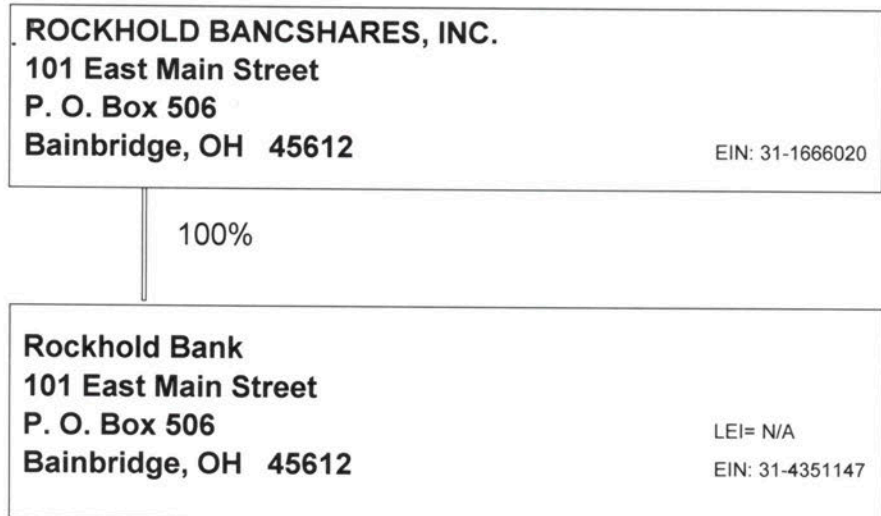 ROCKHOLD BANCSHARES, INC.
101 East Main Street
P. O. Box 506
Bainbridge, OH 45612 EIN: 31-1666020
100%
Rockhold Bank
101 East Main Street
P. O. Box 506 LEI= N/A
Bainbridge, OH 45612 EIN: 31-4351147